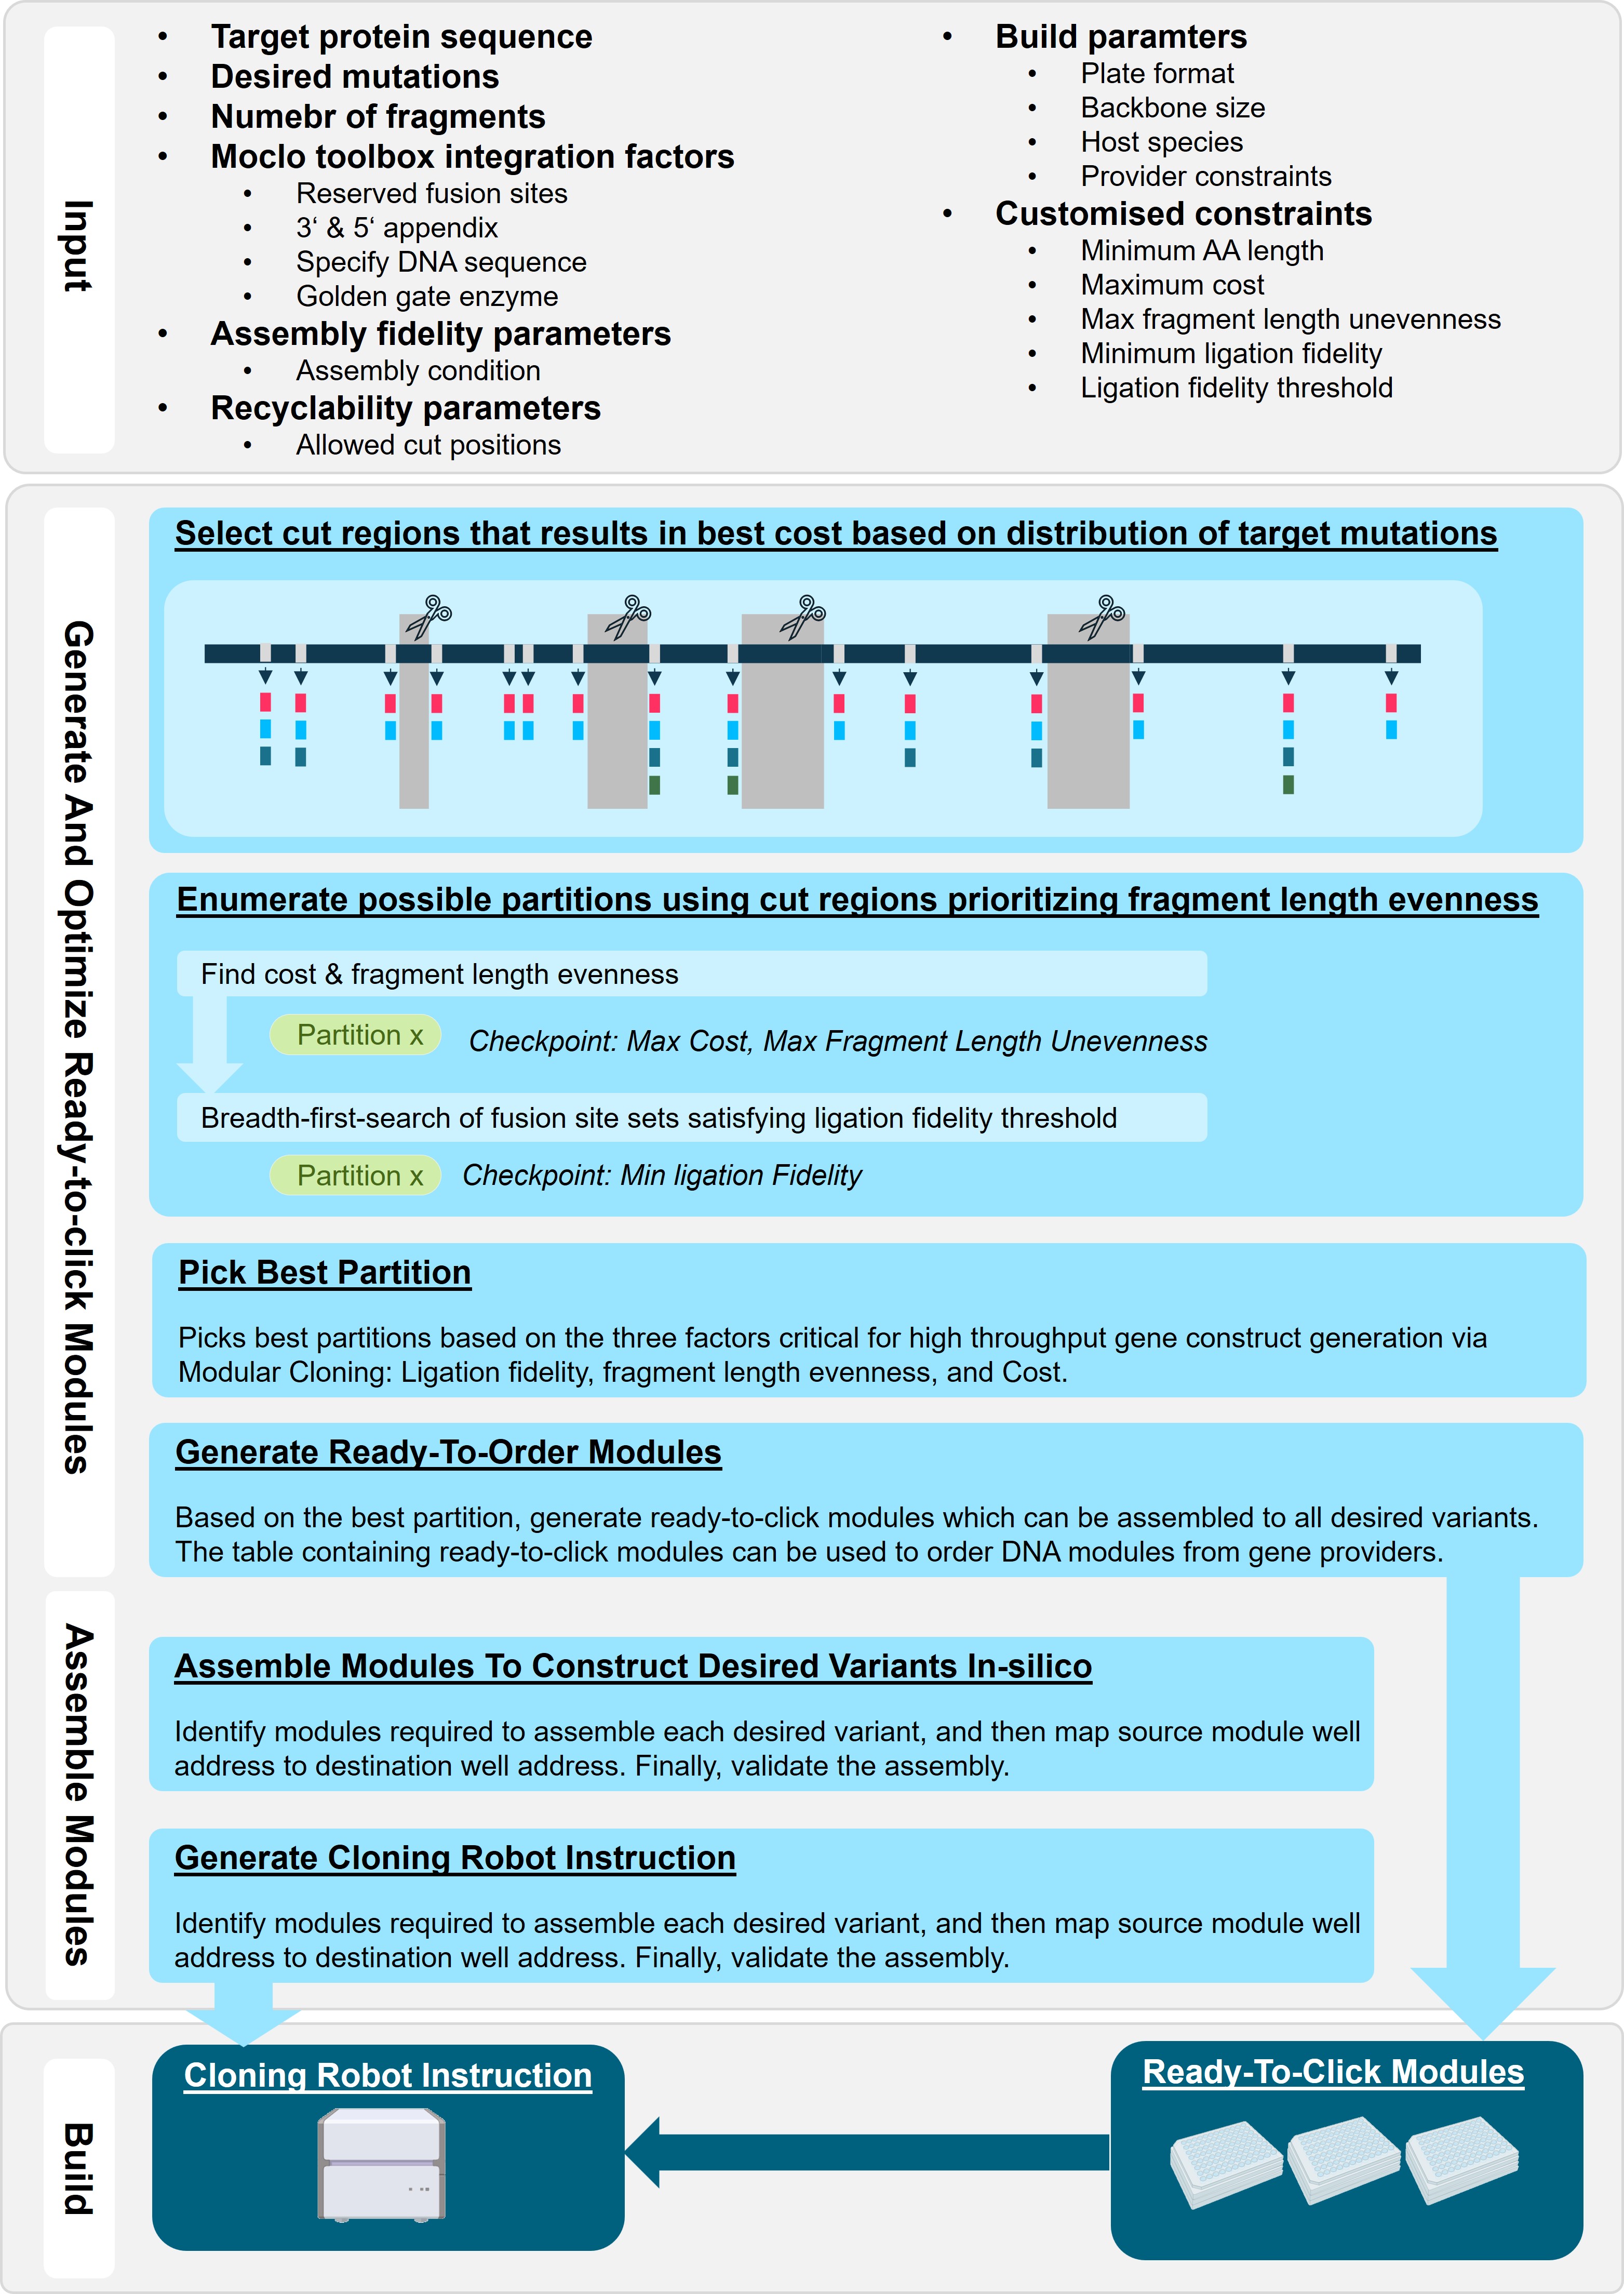 Input
• Target protein sequence
• Desired mutations
• Numebr of fragments
• Moclo toolbox integration factors
• Reserved fusion sites
• 3‘ & 5‘ appendix
• Specify DNA sequence
• Golden gate enzyme
• Assembly fidelity parameters
• Assembly condition
• Recyclability parameters
• Allowed cut positions
• Build paramters
• Plate format
• Backbone size
• Host species
• Provider constraints
• Customised constraints
• Minimum AA length
• Maximum cost
• Max fragment length unevenness
• Minimum ligation fidelity
• Ligation fidelity threshold
Generate And Optimize Ready-to-click Modules
Select cut regions that results in best cost based on distribution of target mutations
Enumerate possible partitions using cut regions prioritizing fragment length evenness
Find cost & fragment length evenness
Partition x
Checkpoint: Max Cost, Max Fragment Length Unevenness
Breadth-first-search of fusion site sets satisfying ligation fidelity threshold
Partition x
Checkpoint: Min ligation Fidelity
Pick Best Partition
Picks best partitions based on the three factors critical for high throughput gene construct generation via
Modular Cloning: Ligation fidelity, fragment length evenness, and Cost.
Generate Ready-To-Order Modules
Based on the best partition, generate ready-to-click modules which can be assembled to all desired variants.
The table containing ready-to-click modules can be used to order DNA modules from gene providers.
Assemble Modules
Assemble Modules To Construct Desired Variants In-silico
Identify modules required to assemble each desired variant, and then map source module well
address to destination well address. Finally, validate the assembly.
Generate Cloning Robot Instruction
Identify modules required to assemble each desired variant, and then map source module well
address to destination well address. Finally, validate the assembly.
Build
Cloning Robot Instruction
Ready-To-Click Modules